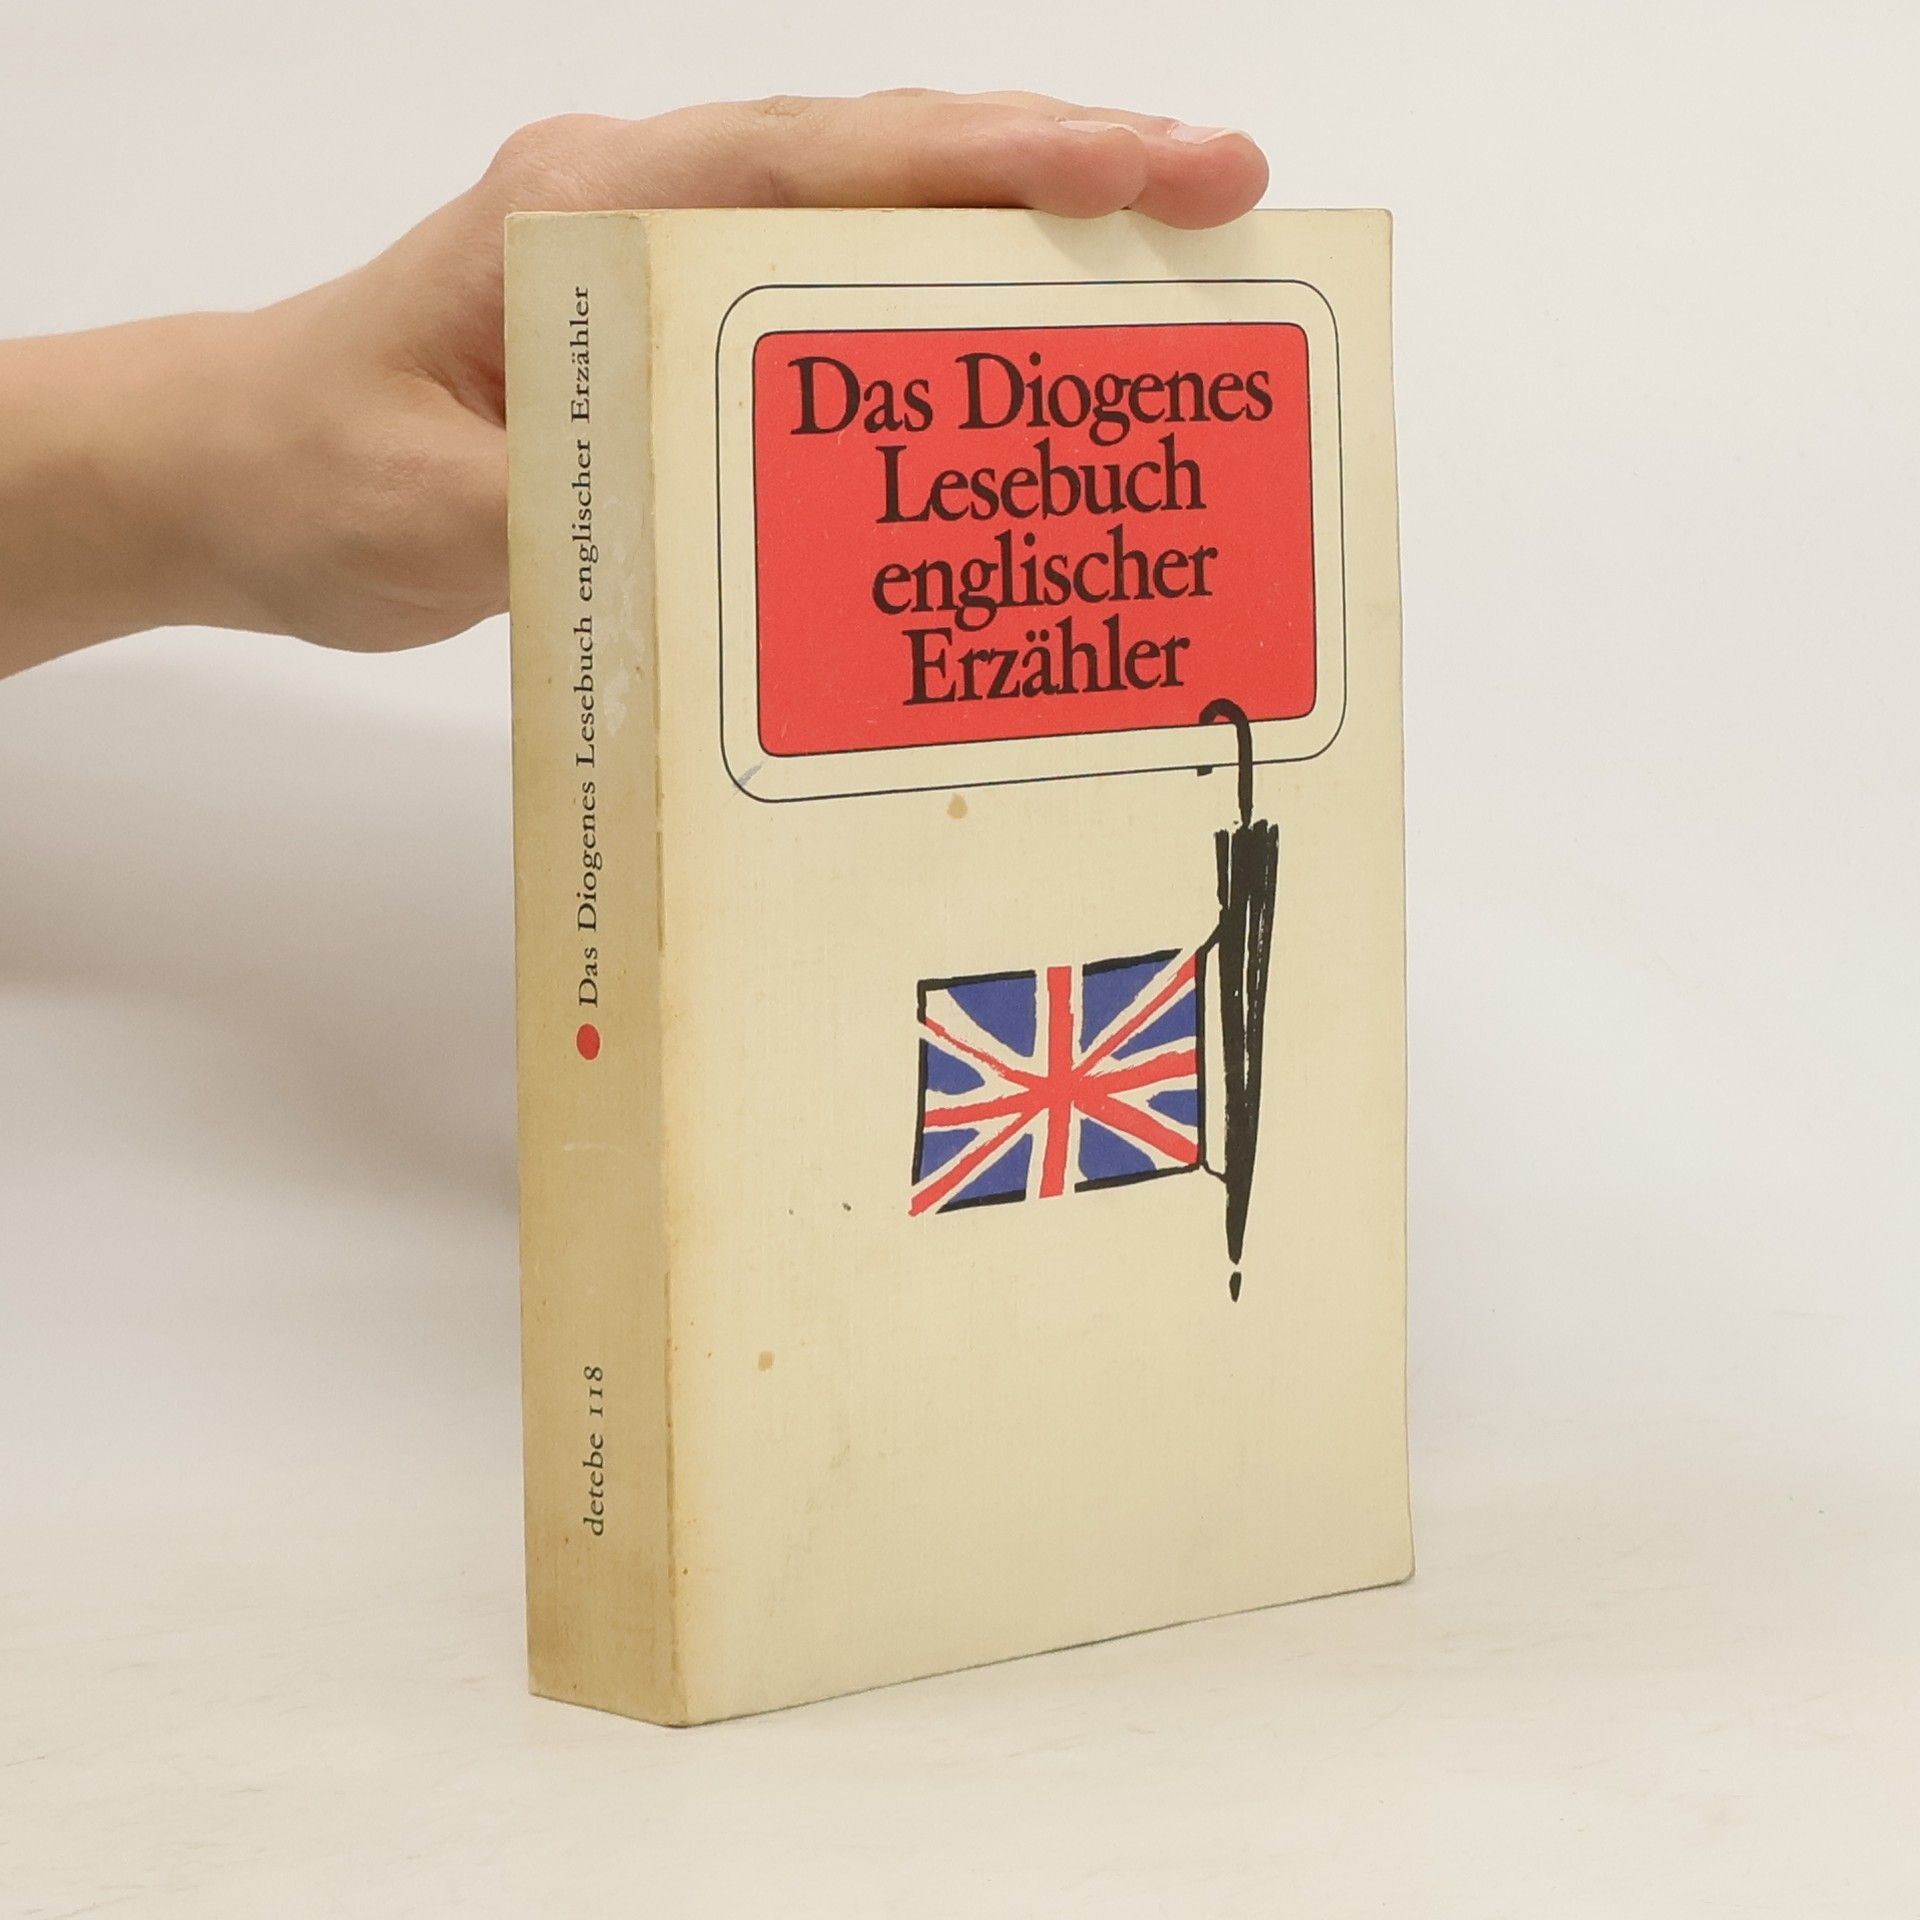 Das Diogenes
Lesebuch
englischer
Erzähler
Das Diogenes Lesebuch englischer Erzähler
detebe 118